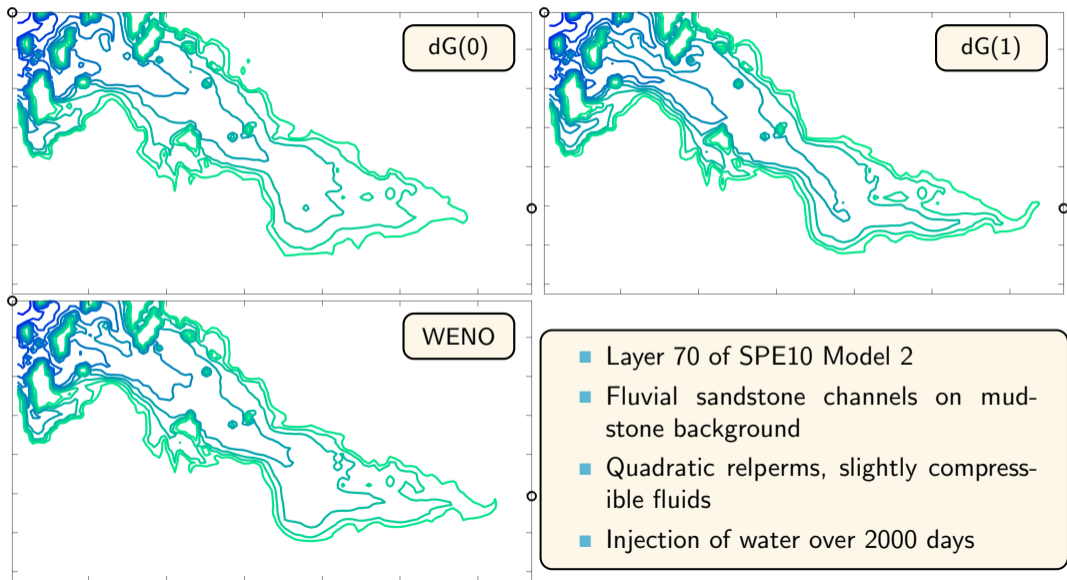 dG(0)
dG(1)
WENO
Layer 70 of SPE10 Model 2
Fluvial sandstone channels on mud-
stone background
Quadratic relperms, slightly compress-
ible fluids
Injection of water over 2000 days